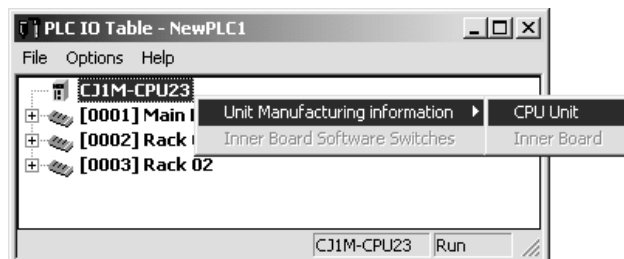 PLC IO Table - NewPLC1
File Options Help
CJ1M-CPU23
[0001] Main
Unit Manufacturing information
CPU Unit
[0002] Rack
Inner Board Software Switches
Inner Board
[0003] Rack 02
CJ1M-CPU23 Run